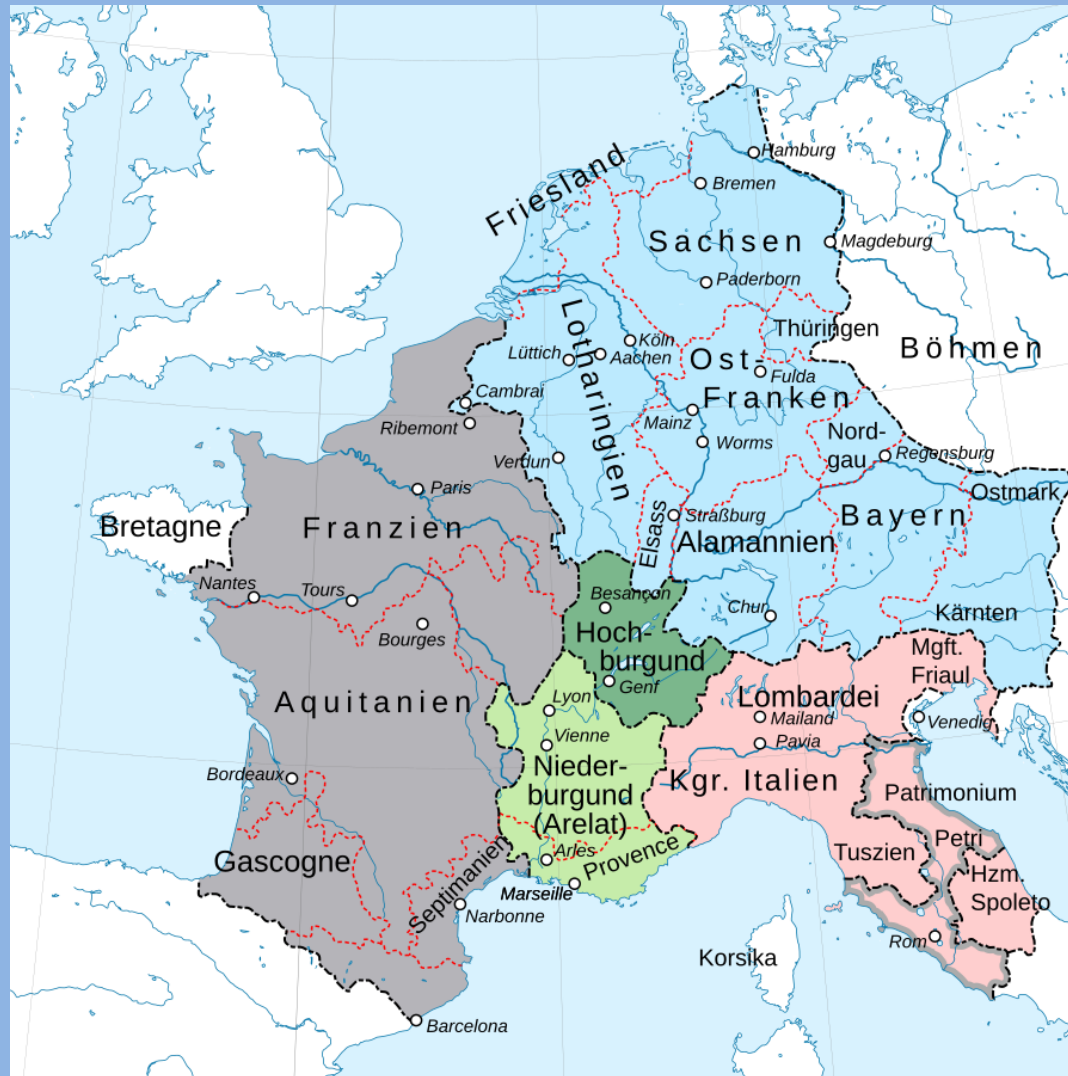 Hamburg
Friesland
Bremen
Sachsen
Magdeburg
Paderborn
Lotharingien
Thüringen
Köln
Lüttich
Aachen
Böhmen
Ost-
Fulda
Franken
Cambrai
Ribemont
Mainz
Worms
Nord-
gau
Regensburg
Verdun
Paris
Ostmark
Bretagne
Franzien
Elsass
Straßburg
Bayern
Alamannien
Nantes
Tours
Besançon
Chur
Kärnten
Bourges
Hoch-
burgund
Mgft.
Friaul
Genf
Aquitanien
Lyon
Lombardei
Mailand
Venedig
Vienne
Pavia
Bordeaux
Nieder-
burgund
(Arelat)
Kgr. Italien
Patrimonium
Petri
Gascogne
Septimanien
Arles
Provence
Tuszien
Hzm.
Spoleto
Marseille
Narbonne
Rom
Korsika
Barcelona